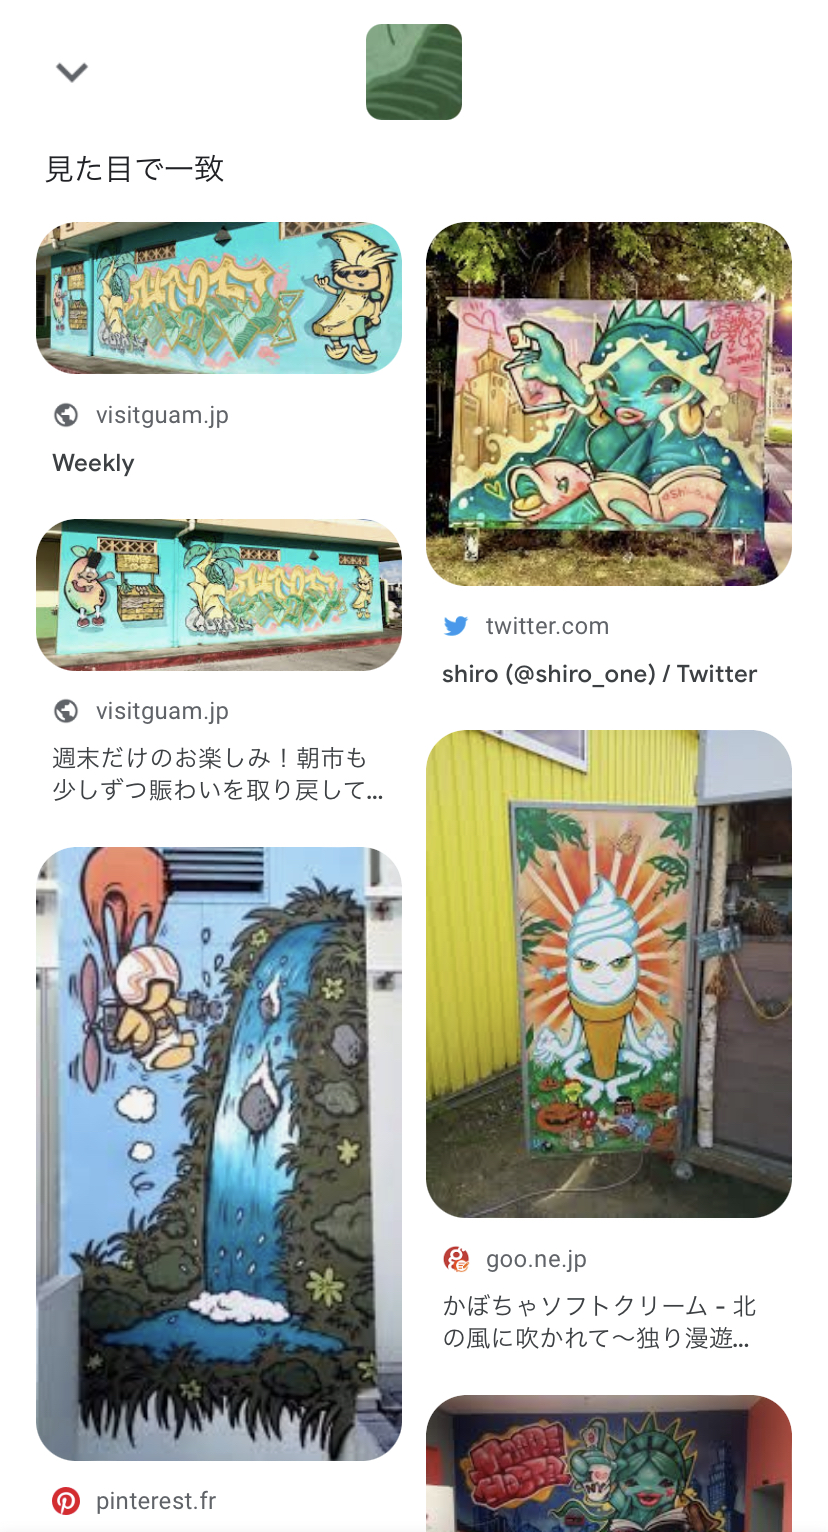 見た目で一致
visitguam.jp
Weekly
visitguam.jp
週末だけのお楽しみ！朝市も
少しずつ賑わいを取り戻して...
pinterest.fr
@Shiro_
twitter.com
shiro (@shiro_one) / Twitter
goo.ne.jp
かぼちゃソフトクリーム - 北
の風に吹かれて〜独り漫遊...